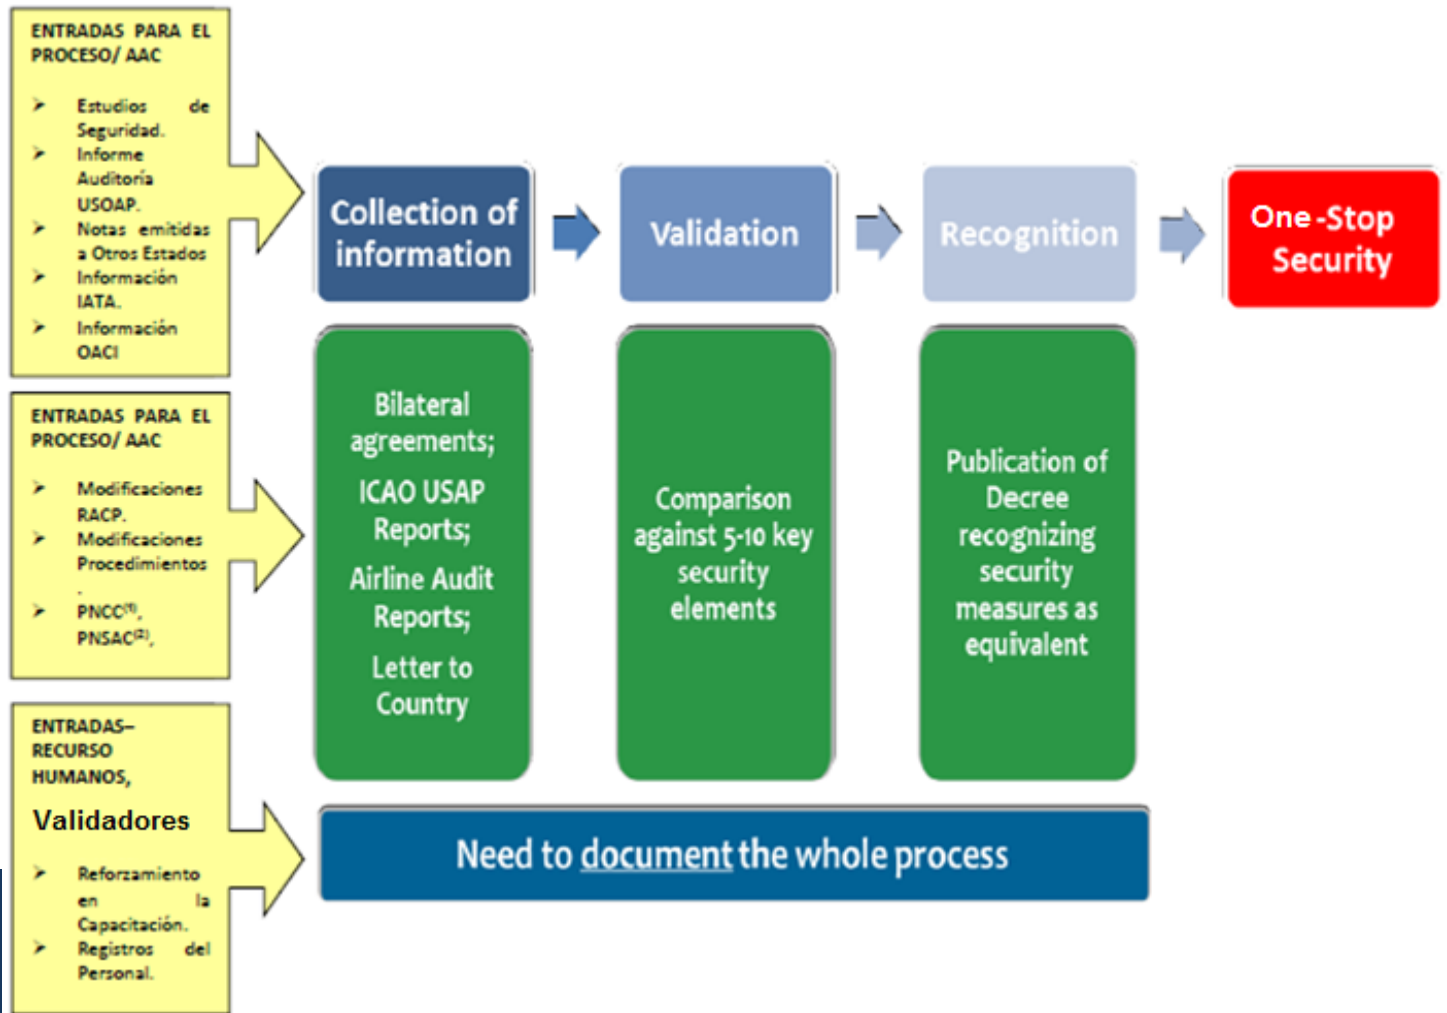 ENTRADAS PARA EL
PROCESO/ AAC
➤ Estudios de
Seguridad.
➤ Informe
Auditoría
USOAP.
➤ Notas emitidas
a Otros Estados
➤ Información
IATA.
➤ Información
OACI
ENTRADAS PARA EL
PROCESO/ AAC
➤ Modificaciones
RACP.
➤ Modificaciones
Procedimientos
.
➤ PNCC(1),
PNSAC(2),
ENTRADAS–
RECURSO
HUMANOS,
Validadores
➤ Reforzamiento
en la
Capacitación.
➤ Registros del
Personal.
Collection of
information
Validation
Recognition
One-Stop
Security
Bilateral
agreements;
ICAO USAP
Reports;
Airline Audit
Reports;
Letter to
Country
Comparison
against 5-10 key
security
elements
Publication of
Decree
recognizing
security
measures as
equivalent
Need to document the whole process